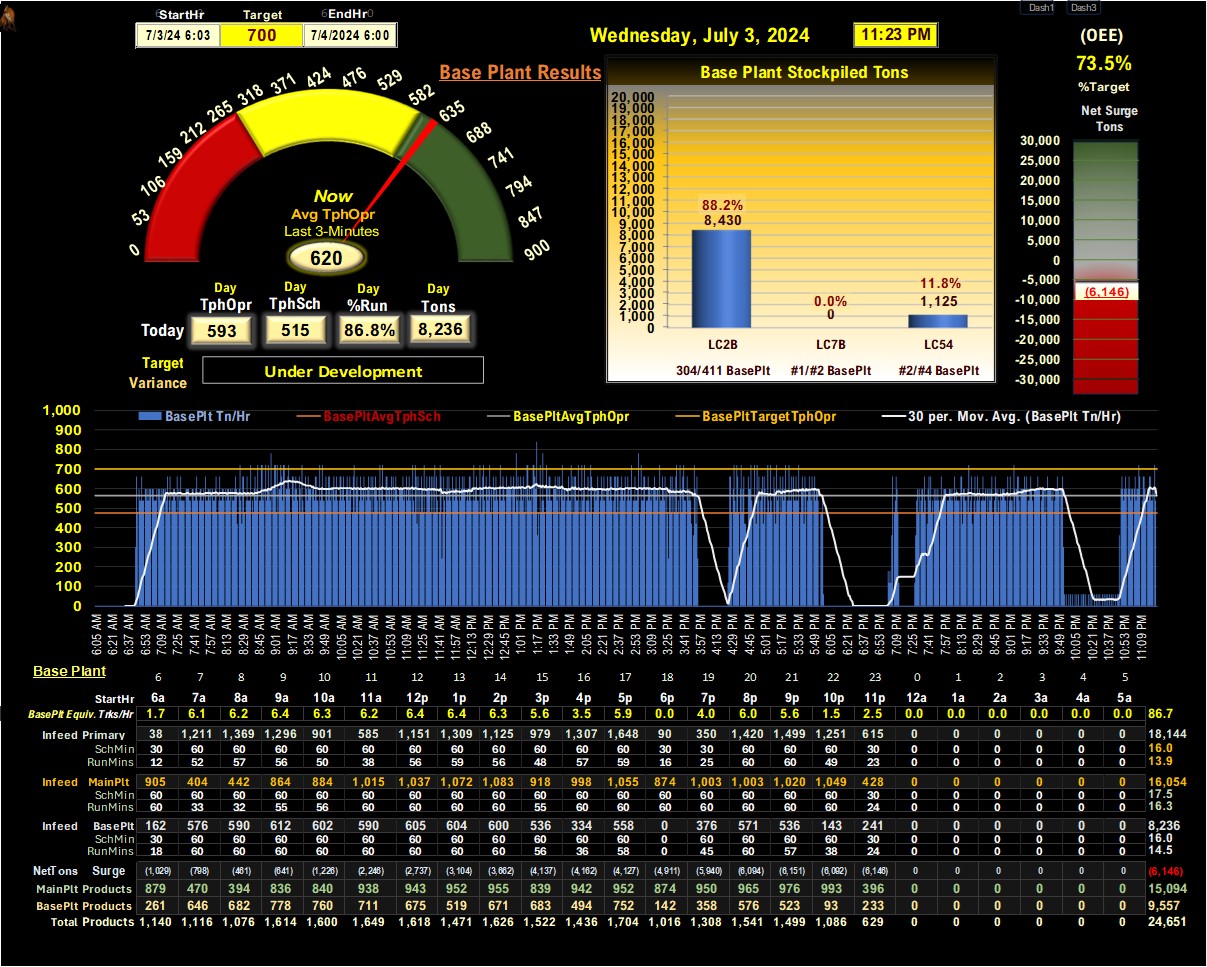 Dash1 Dash3
StartHr Target EndHr
7/3/24 6:03 700 7/4/2024 6:00
Wednesday, July 3, 2024 11:23 PM
(OEE)
73.5%
%Target
Net Surge
Tons
Base Plant Results
0 53 106 159 212 265 318 371 424 476 529 582 635 688 741 794 847 900
Now
Avg TphOpr
Last 3-Minutes
620
Day Day Day Day
TphOpr TphSch %Run Tons
Today 593 515 86.8% 8,236
Target
Variance
Under Development
Base Plant Stockpiled Tons
20,000
19,000
18,000
17,000
16,000
15,000
14,000
13,000
12,000
11,000
10,000
9,000
8,000
7,000
6,000
5,000
4,000
3,000
2,000
1,000
0
88.2%
8,430
0.0%
0
11.8%
1,125
LC2B LC7B LC54
304/411 BasePlt #1/#2 BasePlt #2/#4 BasePlt
30,000
25,000
20,000
15,000
10,000
5,000
0
-5,000
(6,146)
-10,000
-15,000
-20,000
-25,000
-30,000
BasePlt Tn/Hr BasePltAvgTphSch BasePltAvgTphOpr BasePltTargetTphOpr 30 per. Mov. Avg. (BasePlt Tn/Hr)
1,000
900
800
700
600
500
400
300
200
100
0
6:05 AM 6:21 AM 6:37 AM 6:53 AM 7:09 AM 7:25 AM 7:41 AM 7:57 AM 8:13 AM 8:29 AM 8:45 AM 9:01 AM 9:17 AM 9:33 AM 9:49 AM 10:05 AM 10:21 AM 10:37 AM 10:53 AM 11:09 AM 11:25 AM 11:41 AM 11:57 AM 12:13 PM 12:29 PM 12:45 PM 1:01 PM 1:17 PM 1:33 PM 1:49 PM 2:05 PM 2:21 PM 2:37 PM 2:53 PM 3:09 PM 3:25 PM 3:41 PM 3:57 PM 4:13 PM 4:29 PM 4:45 PM 5:01 PM 5:17 PM 5:33 PM 5:49 PM 6:05 PM 6:21 PM 6:37 PM 6:53 PM 7:09 PM 7:25 PM 7:41 PM 7:57 PM 8:13 PM 8:29 PM 8:45 PM 9:01 PM 9:17 PM 9:33 PM 9:49 PM 10:05 PM 10:21 PM 10:37 PM 10:53 PM 11:09 PM
Base Plant 6 7 8 9 10 11 12 13 14 15 16 17 18 19 20 21 22 23 0 1 2 3 4 5
StartHr 6a 7a 8a 9a 10a 11a 12p 1p 2p 3p 4p 5p 6p 7p 8p 9p 10p 11p 12a 1a 2a 3a 4a 5a
BasePlt Equiv. Trks/Hr 1.7 6.1 6.2 6.4 6.3 6.2 6.4 6.4 6.3 5.6 3.5 5.9 0.0 4.0 6.0 5.6 1.5 2.5 0.0 0.0 0.0 0.0 0.0 0.0 86.7
Infeed Primary 38 1,211 1,369 1,296 901 585 1,151 1,309 1,125 979 1,307 1,648 90 350 1,420 1,499 1,251 615 0 0 0 0 0 0 18,144
SchMin 30 60 60 60 60 60 60 60 60 60 60 60 30 30 60 60 60 30 0 0 0 0 0 0 16.0
RunMins 12 52 57 56 50 38 56 59 56 48 57 59 16 25 60 60 49 23 0 0 0 0 0 0 13.9
Infeed MainPlt 905 404 442 864 884 1,015 1,037 1,072 1,083 918 998 1,055 874 1,003 1,003 1,020 1,049 428 0 0 0 0 0 0 16,054
SchMin 60 60 60 60 60 60 60 60 60 60 60 60 60 60 60 60 60 30 0 0 0 0 0 0 17.5
RunMins 60 33 32 55 56 60 60 60 60 55 60 60 60 60 60 60 60 24 0 0 0 0 0 0 16.3
Infeed BasePlt 162 576 590 612 602 590 605 604 600 536 334 558 0 376 571 536 143 241 0 0 0 0 0 0 8,236
SchMin 30 60 60 60 60 60 60 60 60 60 60 60 0 60 60 60 60 30 0 0 0 0 0 0 16.0
RunMins 18 60 60 60 60 60 60 60 60 56 36 58 0 45 60 57 38 24 0 0 0 0 0 0 14.5
NetTons Surge (1,029) (798) (461) (641) (1,226) (2,246) (2,737) (3,104) (3,662) (4,137) (4,162) (4,127) (4,911) (5,940) (6,094) (6,151) (6,092) (6,146) 0 0 0 0 0 0 (6,146)
MainPlt Products 879 470 394 836 840 938 943 952 955 839 942 952 874 950 965 976 993 396 0 0 0 0 0 0 15,094
BasePlt Products 261 646 682 778 760 711 675 519 671 683 494 752 142 358 576 523 93 233 0 0 0 0 0 0 9,557
Total Products 1,140 1,116 1,076 1,614 1,600 1,649 1,618 1,471 1,626 1,522 1,436 1,704 1,016 1,308 1,541 1,499 1,086 629 0 0 0 0 0 0 24,651